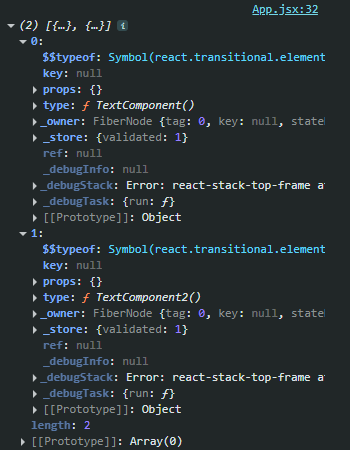 App.jsx:32
(2) [{…}, {…}] i
0:
$$typeof: Symbol(react.transitional.element
key: null
props: {}
type: ƒ TextComponent()
_owner: FiberNode {tag: 0, key: null, state
_store: {validated: 1}
ref: null
_debugInfo: null
_debugStack: Error: react-stack-top-frame at
_debugTask: {run: ƒ}
[[Prototype]]: Object
1:
$$typeof: Symbol(react.transitional.element
key: null
props: {}
type: ƒ TextComponent2()
_owner: FiberNode {tag: 0, key: null, state
_store: {validated: 1}
ref: null
_debugInfo: null
_debugStack: Error: react-stack-top-frame at
_debugTask: {run: ƒ}
[[Prototype]]: Object
length: 2
[[Prototype]]: Array(0)